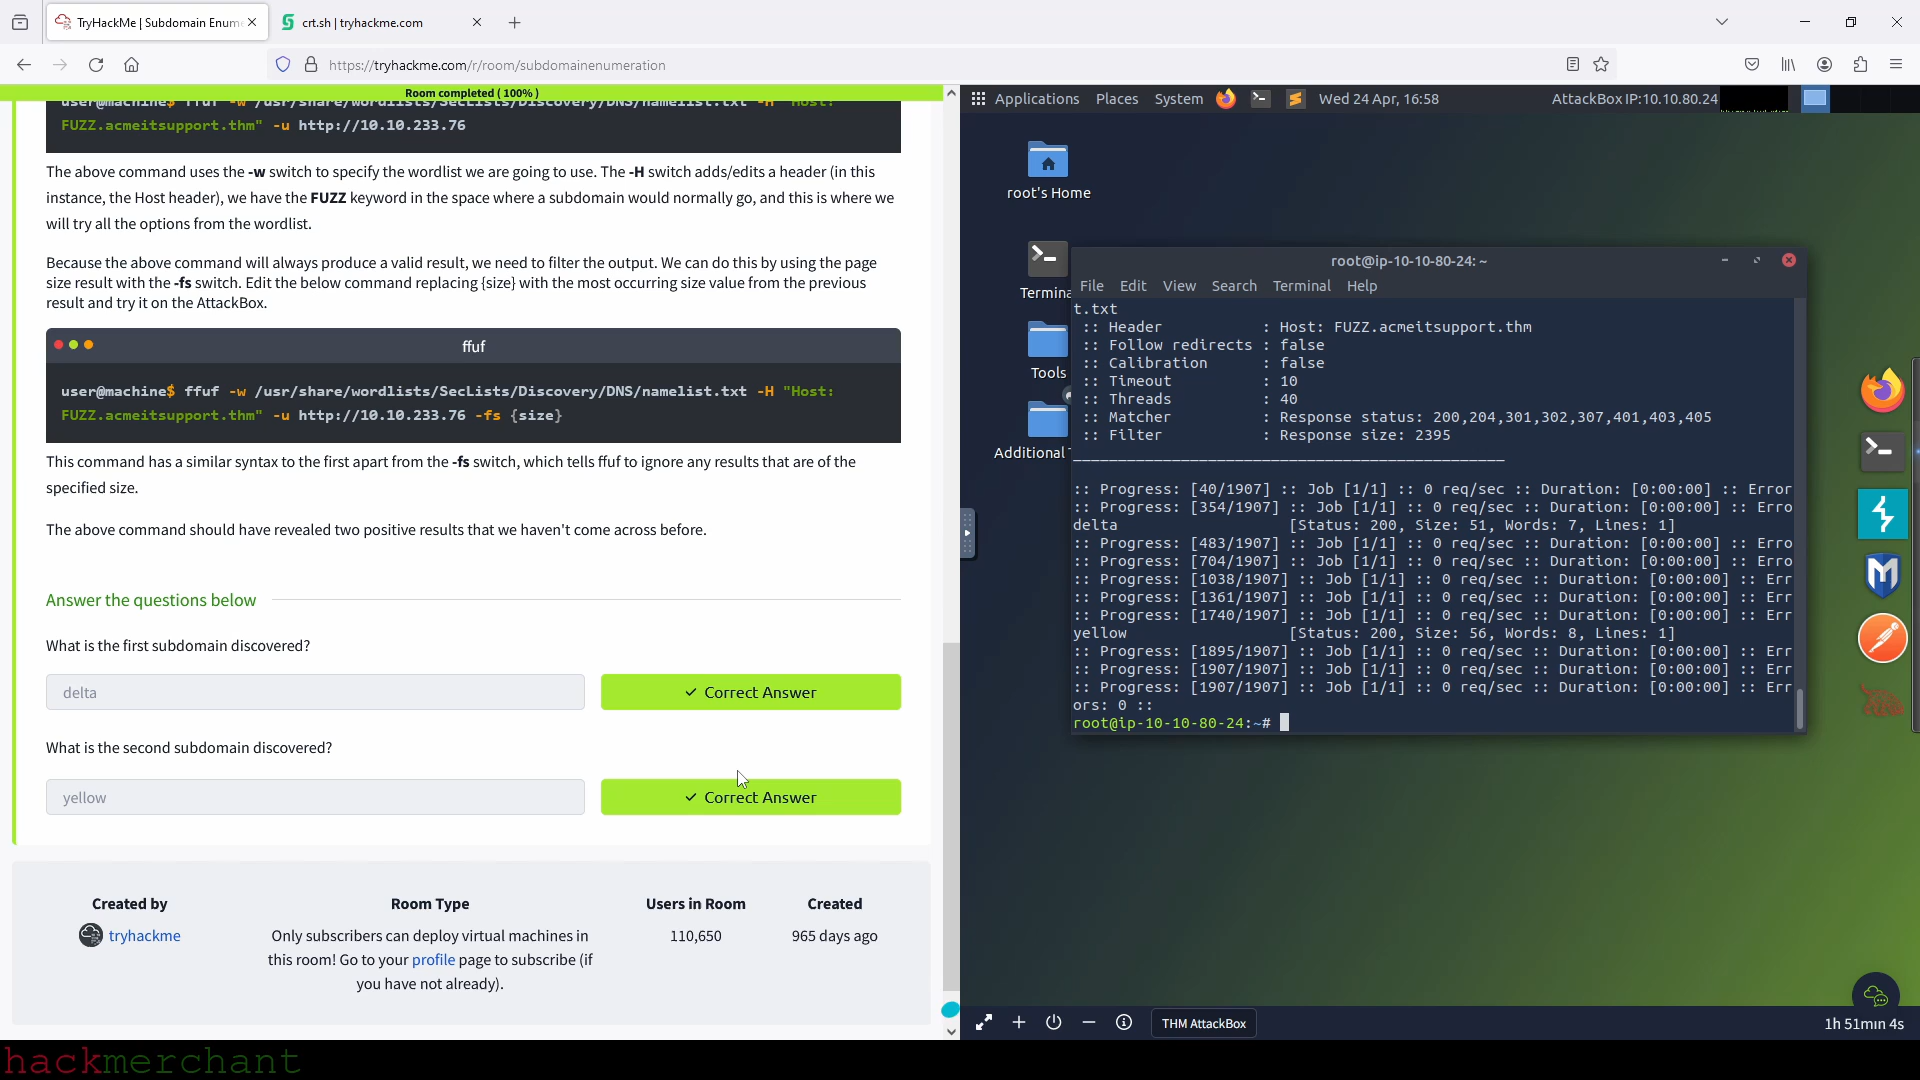 TryHackMe | Subdomain Enum
crt.sh | tryhackme.com
https://tryhackme.com/r/room/subdomainenumeration
Room completed ( 100% )
user@machine$ ffuf -w /usr/share/wordlists/SecLists/Discovery/DNS/namelist.txt -H "Host:
FUZZ.acmeitsupport.thm" -u http://10.10.233.76
The above command uses the -w switch to specify the wordlist we are going to use. The -H switch adds/edits a header (in this
instance, the Host header), we have the FUZZ keyword in the space where a subdomain would normally go, and this is where we
will try all the options from the wordlist.
Because the above command will always produce a valid result, we need to filter the output. We can do this by using the page
size result with the -fs switch. Edit the below command replacing {size} with the most occurring size value from the previous
result and try it on the AttackBox.
ffuf
user@machine$ ffuf -w /usr/share/wordlists/SecLists/Discovery/DNS/namelist.txt -H "Host:
FUZZ.acmeitsupport.thm" -u http://10.10.233.76 -fs {size}
This command has a similar syntax to the first apart from the -fs switch, which tells ffuf to ignore any results that are of the
specified size.
The above command should have revealed two positive results that we haven't come across before.
Answer the questions below
What is the first subdomain discovered?
delta
✓ Correct Answer
What is the second subdomain discovered?
yellow
✓ Correct Answer
Created by
tryhackme
Room Type
Only subscribers can deploy virtual machines in
this room! Go to your profile page to subscribe (if
you have not already).
Users in Room
110,650
Created
965 days ago
Applications Places System Wed 24 Apr, 16:58 AttackBox IP:10.10.80.24
root's Home
Termina
Tools
Additional T
root@ip-10-10-80-24: ~
File Edit View Search Terminal Help
t.txt
:: Header : Host: FUZZ.acmeitsupport.thm
:: Follow redirects : false
:: Calibration : false
:: Timeout : 10
:: Threads : 40
:: Matcher : Response status: 200,204,301,302,307,401,403,405
:: Filter : Response size: 2395
________________________________________________
:: Progress: [40/1907] :: Job [1/1] :: 0 req/sec :: Duration: [0:00:00] :: Error
:: Progress: [354/1907] :: Job [1/1] :: 0 req/sec :: Duration: [0:00:00] :: Erro
delta [Status: 200, Size: 51, Words: 7, Lines: 1]
:: Progress: [483/1907] :: Job [1/1] :: 0 req/sec :: Duration: [0:00:00] :: Erro
:: Progress: [704/1907] :: Job [1/1] :: 0 req/sec :: Duration: [0:00:00] :: Erro
:: Progress: [1038/1907] :: Job [1/1] :: 0 req/sec :: Duration: [0:00:00] :: Err
:: Progress: [1361/1907] :: Job [1/1] :: 0 req/sec :: Duration: [0:00:00] :: Err
:: Progress: [1740/1907] :: Job [1/1] :: 0 req/sec :: Duration: [0:00:00] :: Err
yellow [Status: 200, Size: 56, Words: 8, Lines: 1]
:: Progress: [1895/1907] :: Job [1/1] :: 0 req/sec :: Duration: [0:00:00] :: Err
:: Progress: [1907/1907] :: Job [1/1] :: 0 req/sec :: Duration: [0:00:00] :: Err
:: Progress: [1907/1907] :: Job [1/1] :: 0 req/sec :: Duration: [0:00:00] :: Err
ors: 0 ::
root@ip-10-10-80-24:~#
THM AttackBox
1h 51min 4s
hackmerchant